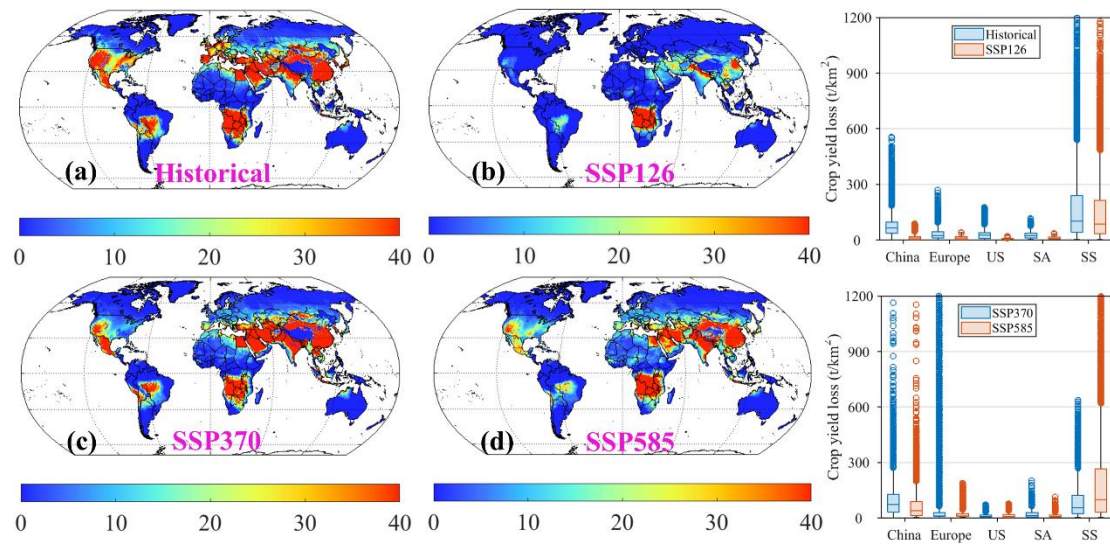 (a)
Historical
0 10 20 30 40
(b)
SSP126
0 10 20 30 40
Crop yield loss (t/km²)
1200
900
600
300
0
Historical
SSP126
China Europe US SA SS
(c)
SSP370
0 10 20 30 40
(d)
SSP585
0 10 20 30 40
Crop yield loss (t/km²)
1200
900
600
300
0
SSP370
SSP585
China Europe US SA SS